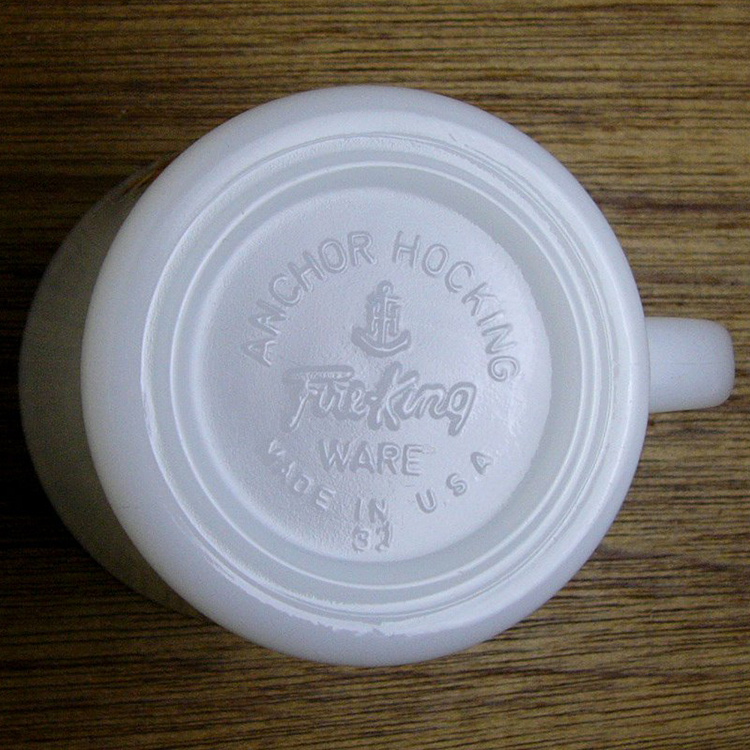 ANCHOR HOCKING
Fire-King
WARE
MADE IN U S A